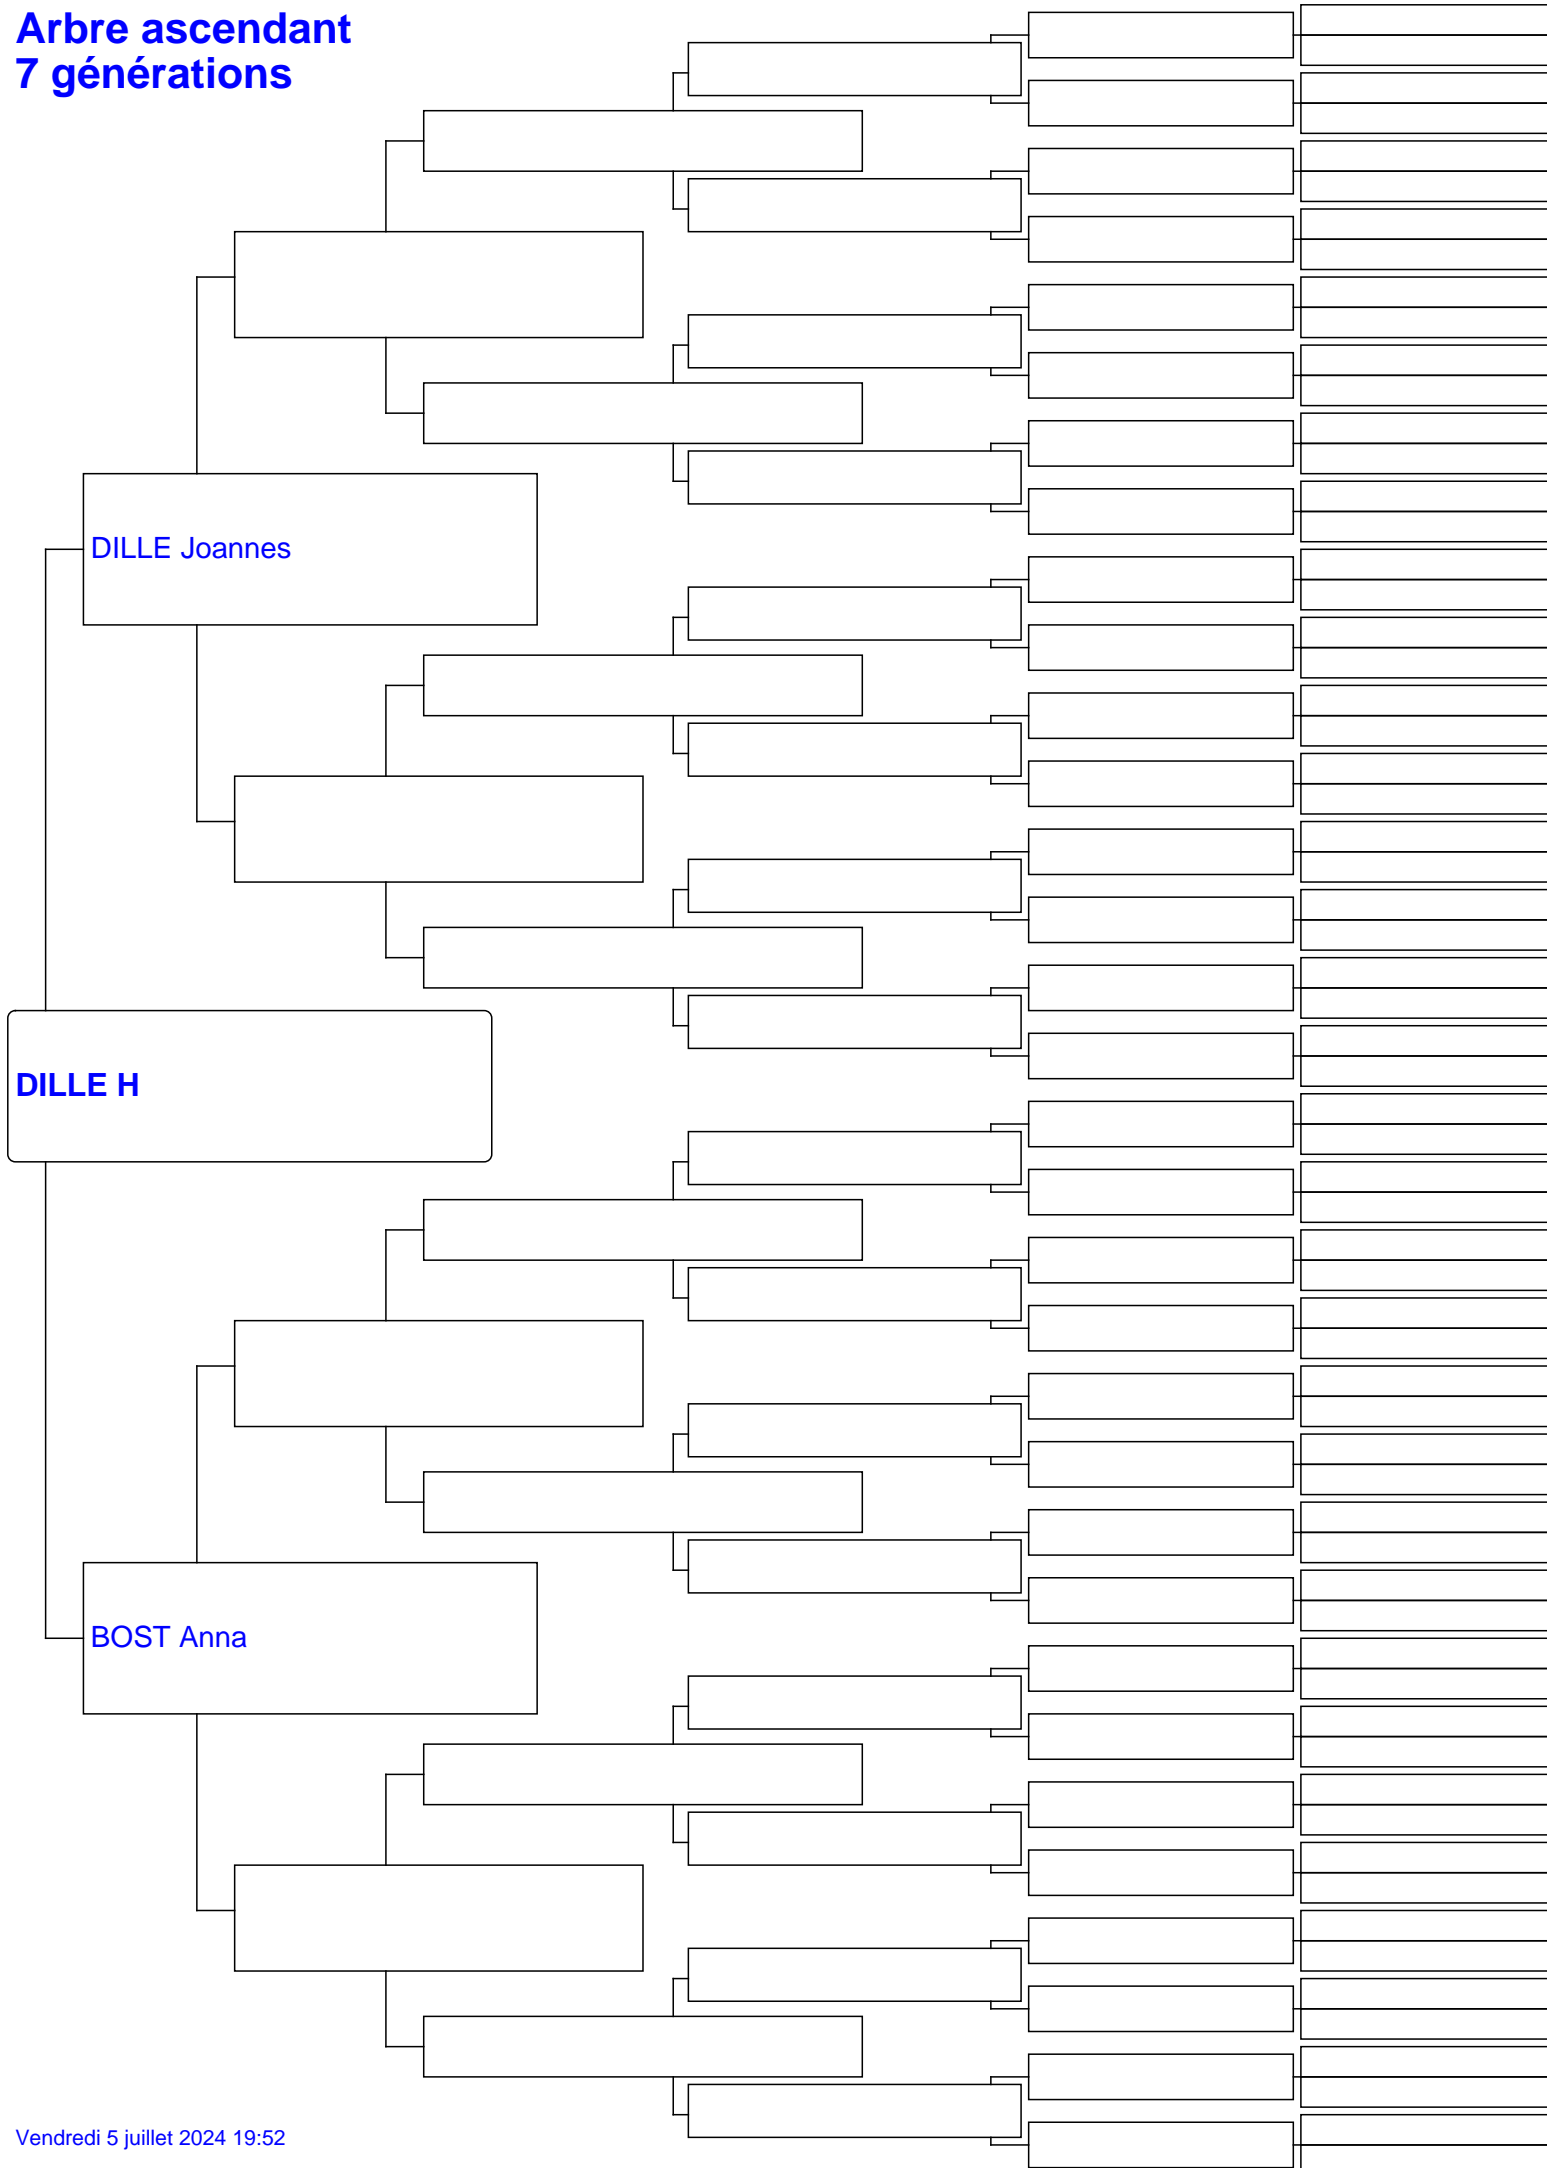 Arbre ascendant
7 générations
DILLE Joannes
DILLE H
BOST Anna
Vendredi 5 juillet 2024 19:52